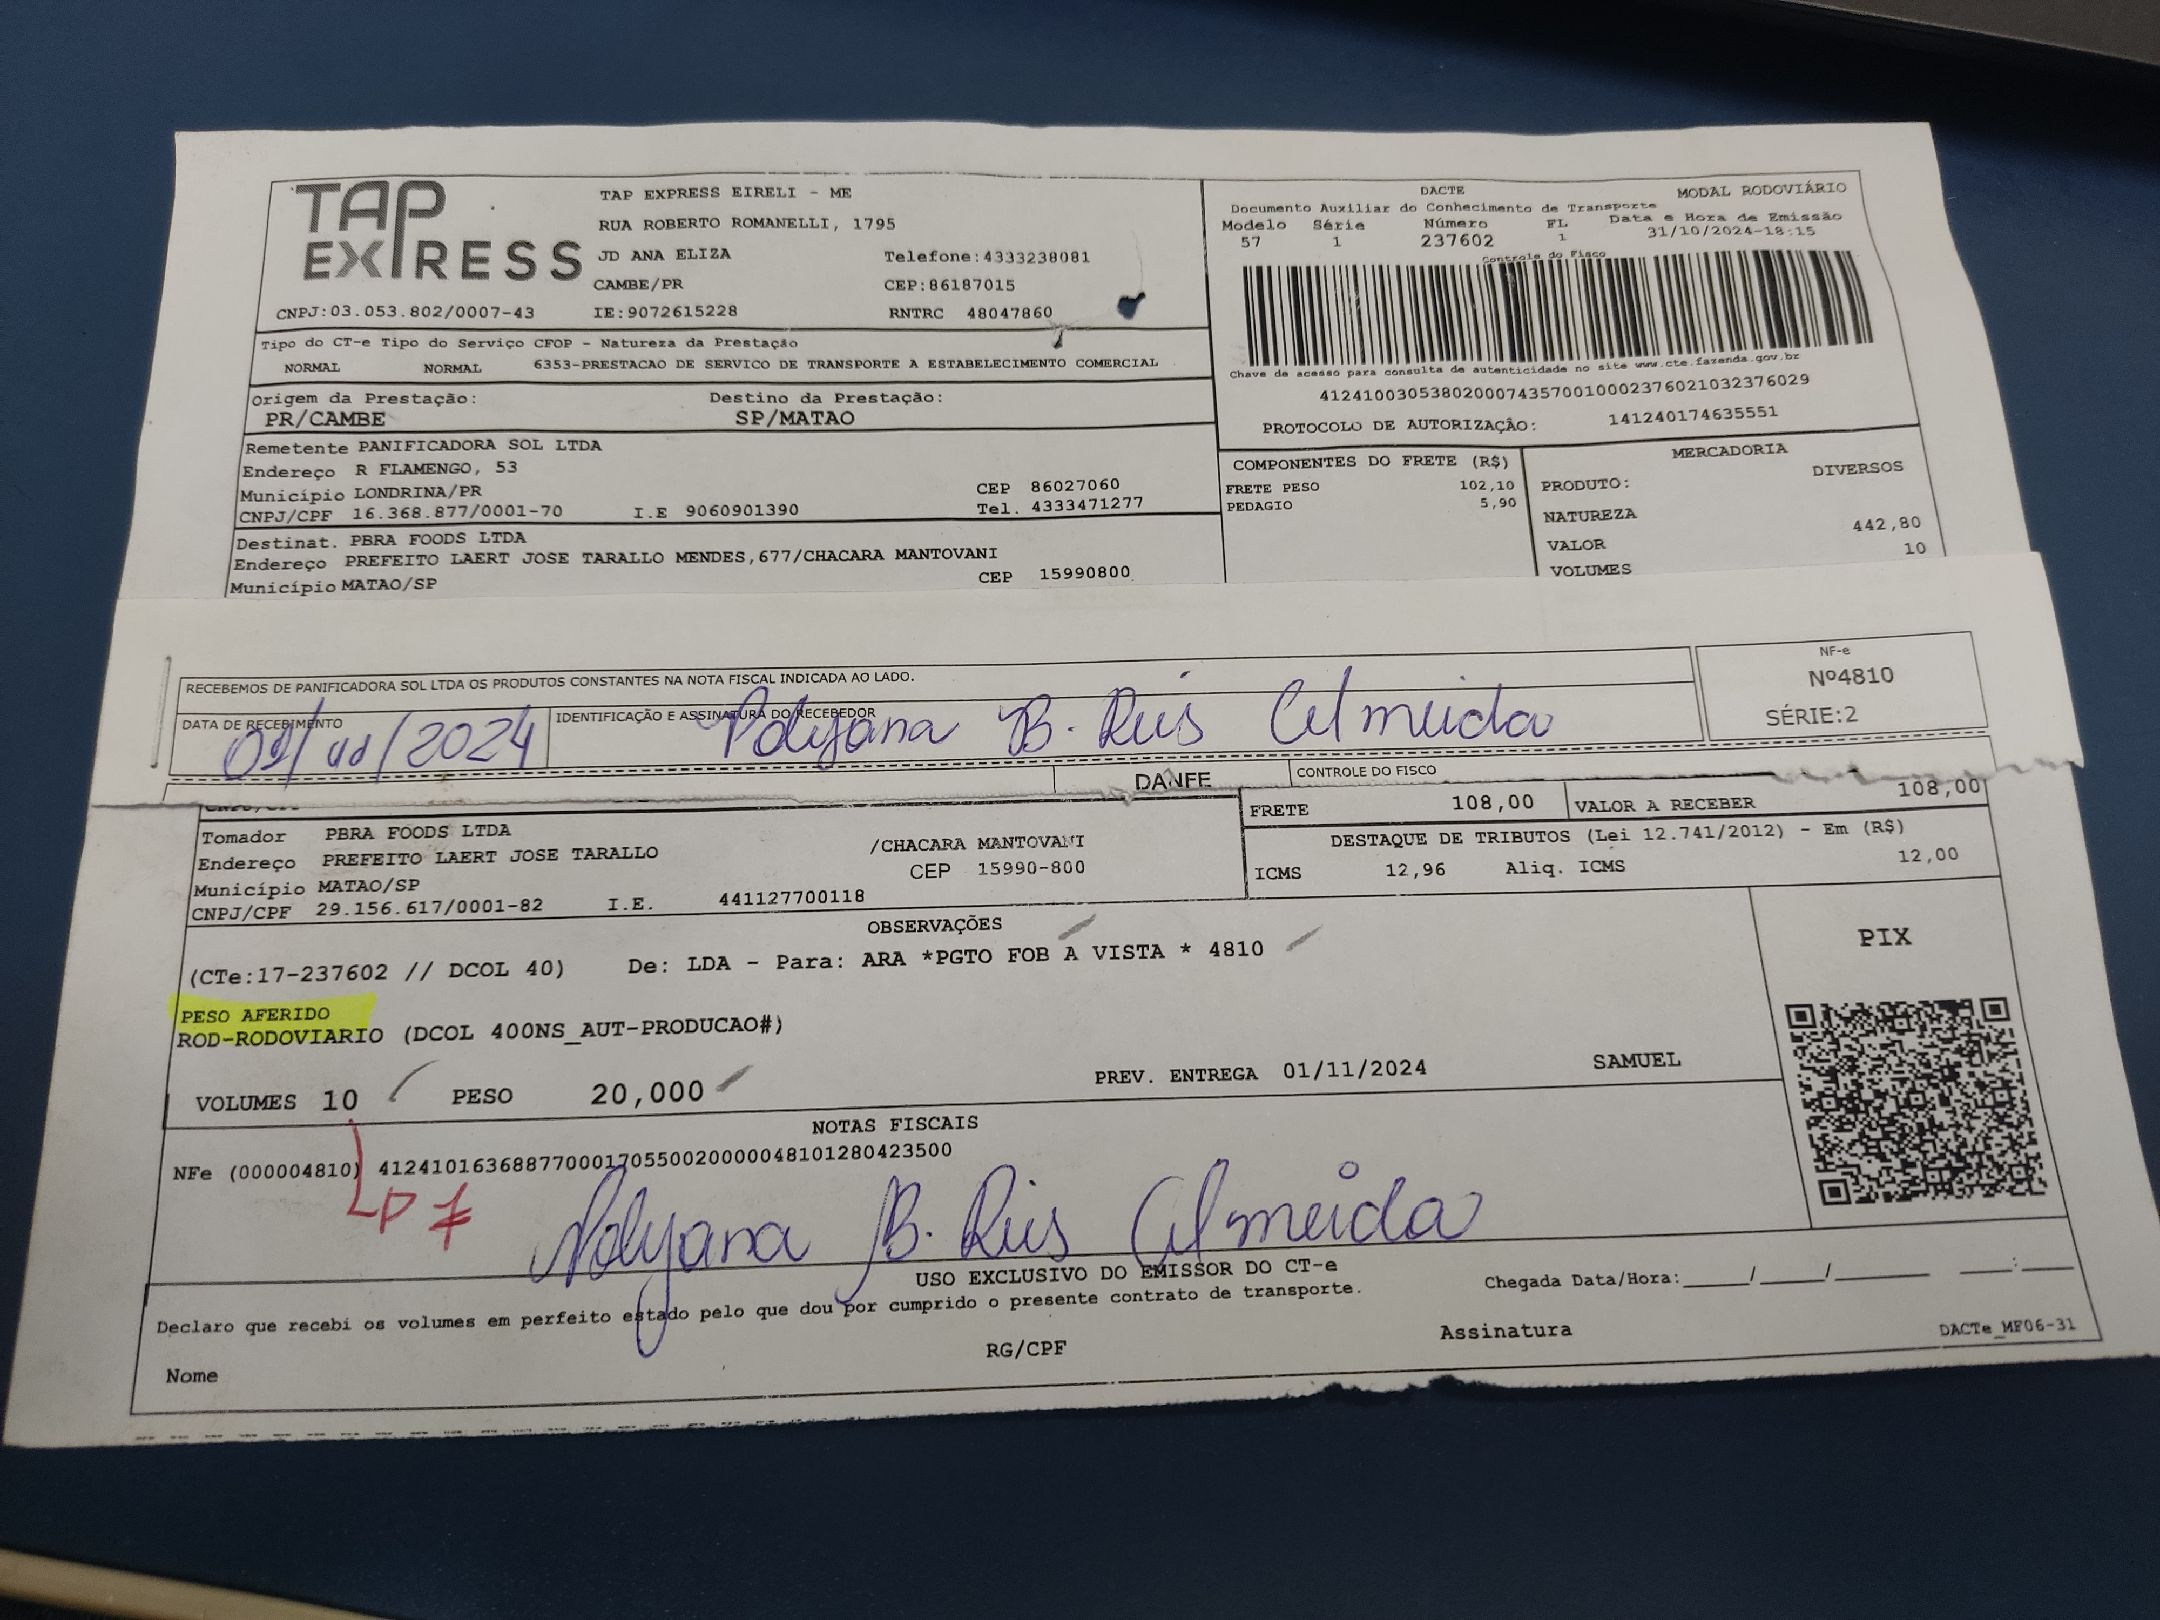 TAP EXPRESS
TAP EXPRESS EIRELI - ME
RUA ROBERTO ROMANELLI, 1795
JD ANA ELIZA Telefone:4333238081
CAMBE/PR CEP:86187015
CNPJ:03.053.802/0007-43 IE:9072615228 RNTRC 48047860
DACTE MODAL RODOVIÁRIO
Documento Auxiliar do Conhecimento de Transporte
Modelo Série Número FL Data e Hora de Emissão
57 1 237602 1 31/10/2024-18:15
Controle do Fisco
Chave de acesso para consulta de autenticidade no site www.cte.fazenda.gov.br
41241003053802000743570010002376021032376029
PROTOCOLO DE AUTORIZAÇÃO: 141240174635551
Tipo do CT-e Tipo do Serviço CFOP - Natureza da Prestação
NORMAL NORMAL 6353-PRESTACAO DE SERVICO DE TRANSPORTE A ESTABELECIMENTO COMERCIAL
Origem da Prestação: Destino da Prestação:
PR/CAMBE SP/MATAO
Remetente PANIFICADORA SOL LTDA
Endereço R FLAMENGO, 53
Município LONDRINA/PR CEP 86027060
CNPJ/CPF 16.368.877/0001-70 I.E 9060901390 Tel. 4333471277
Destinat. PBRA FOODS LTDA
Endereço PREFEITO LAERT JOSE TARALLO MENDES,677/CHACARA MANTOVANI
Município MATAO/SP CEP 15990800
COMPONENTES DO FRETE (R$)
FRETE PESO 102,10
PEDAGIO 5,90
MERCADORIA
PRODUTO: DIVERSOS
NATUREZA
VALOR 442,80
VOLUMES 10
RECEBEMOS DE PANIFICADORA SOL LTDA OS PRODUTOS CONSTANTES NA NOTA FISCAL INDICADA AO LADO.
DATA DE RECEBIMENTO IDENTIFICAÇÃO E ASSINATURA DO RECEBEDOR
/2024 Polyana B. Reis Almeida
NF-e
Nº4810
SÉRIE:2
DANFE CONTROLE DO FISCO
FRETE 108,00 VALOR A RECEBER 108,00
DESTAQUE DE TRIBUTOS (Lei 12.741/2012) - Em (R$)
ICMS 12,96 Aliq. ICMS 12,00
Tomador PBRA FOODS LTDA
Endereço PREFEITO LAERT JOSE TARALLO /CHACARA MANTOVANI
Município MATAO/SP CEP 15990-800
CNPJ/CPF 29.156.617/0001-82 I.E. 441127700118
OBSERVAÇÕES
(CTe:17-237602 // DCOL 40) De: LDA - Para: ARA *PGTO FOB A VISTA * 4810
PESO AFERIDO
ROD-RODOVIARIO (DCOL 400NS_AUT-PRODUCAO#)
VOLUMES 10 PESO 20,000 PREV. ENTREGA 01/11/2024 SAMUEL
PIX
NOTAS FISCAIS
NFe (000004810) 41241016368877000170550020000048101280423500
Polyana B. Reis Almeida
USO EXCLUSIVO DO EMISSOR DO CT-e
Declaro que recebi os volumes em perfeito estado pelo que dou por cumprido o presente contrato de transporte.
Chegada Data/Hora:_____/_____/_______ ____:____
Nome RG/CPF Assinatura DACTe_MF06-31